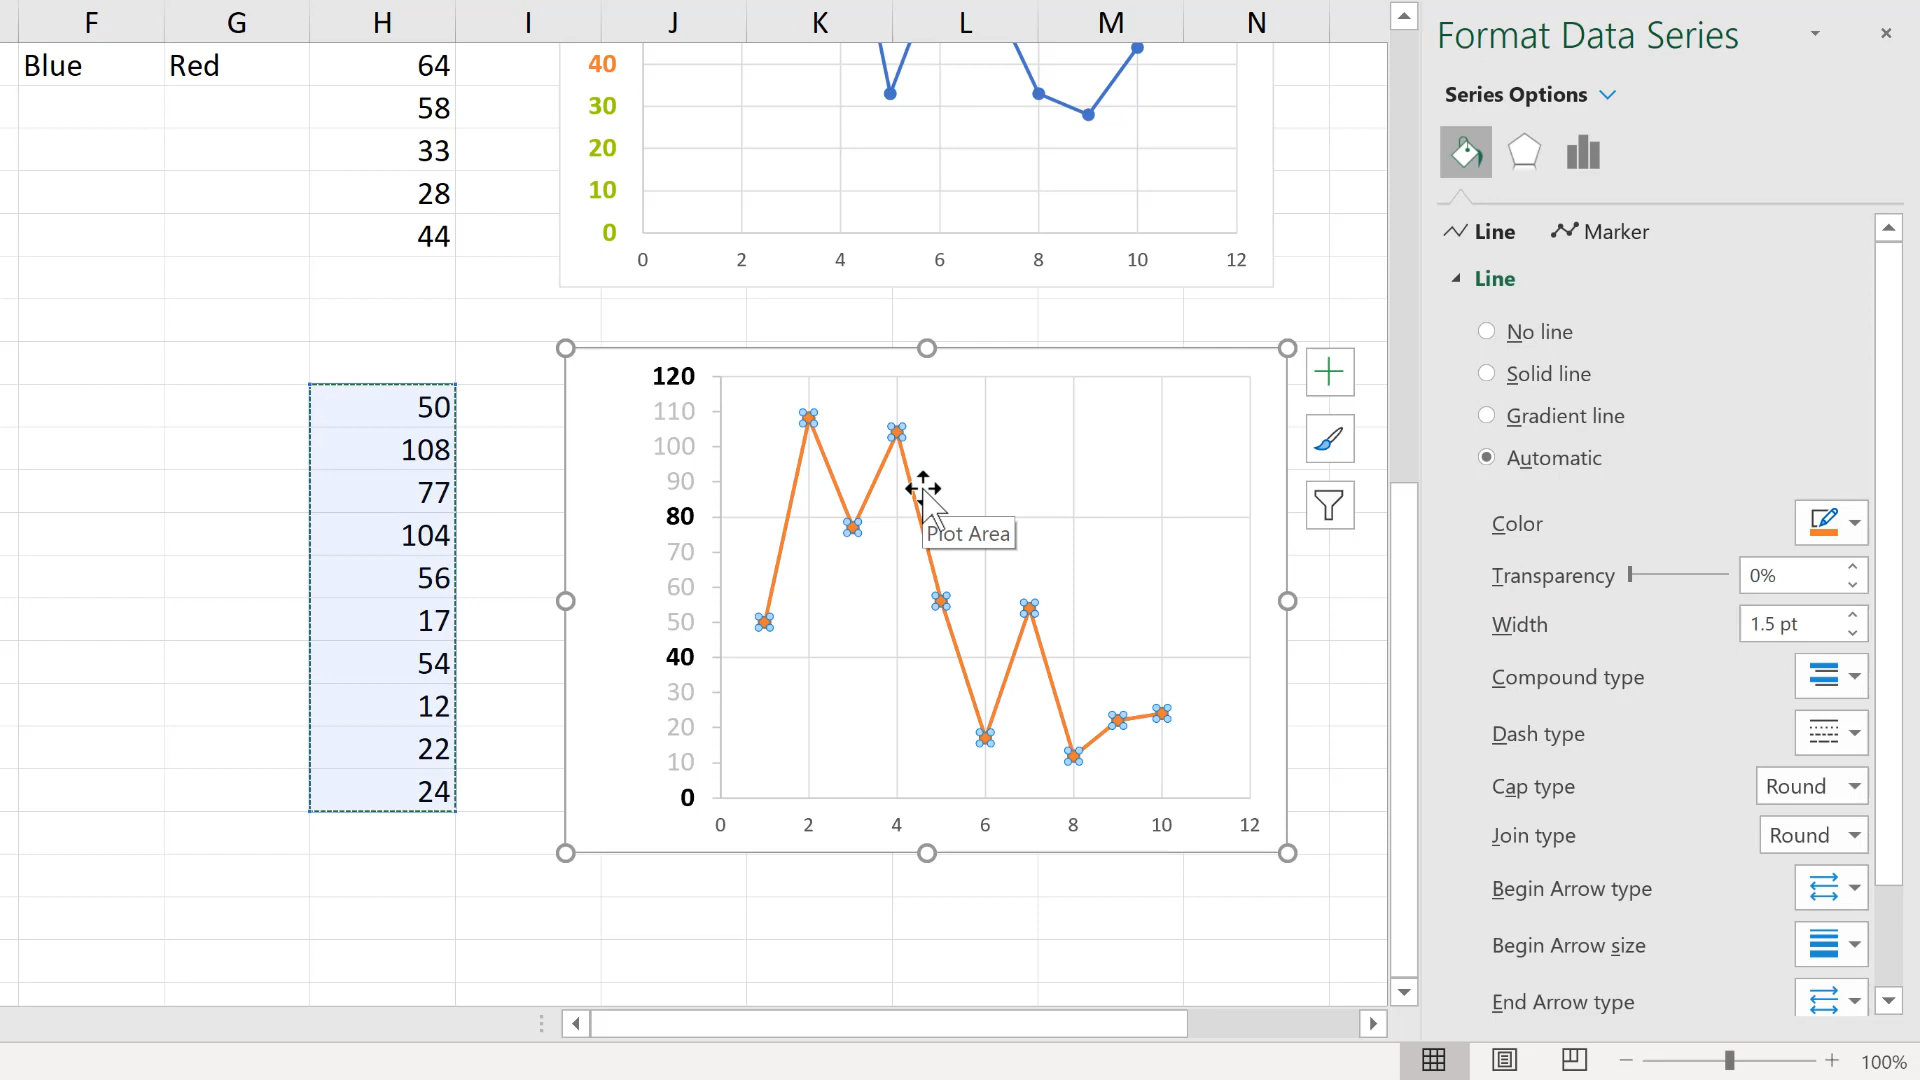 F G H I J K L M N
Blue Red 64
58
33
28
44
50
108
77
104
56
17
54
12
22
24
40
30
20
10
0
0 2 4 6 8 10 12
120
110
100
90
80
70
60
50
40
30
20
10
0
0 2 4 6 8 10 12
Plot Area
Format Data Series
Series Options
Line Marker
Line
No line
Solid line
Gradient line
Automatic
Color
Transparency 0%
Width 1.5 pt
Compound type
Dash type
Cap type Round
Join type Round
Begin Arrow type
Begin Arrow size
End Arrow type
100%